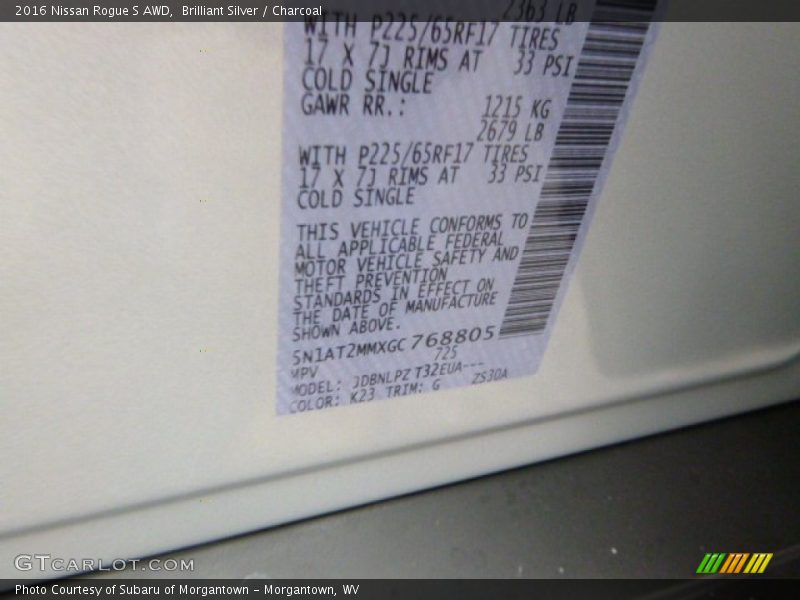 2016 Nissan Rogue S AWD, Brilliant Silver / Charcoal
2363 LB
WITH P225/65RF17 TIRES
17 X 7J RIMS AT 33 PSI
COLD SINGLE
GAWR RR.: 1215 KG
2679 LB
WITH P225/65RF17 TIRES
17 X 7J RIMS AT 33 PSI
COLD SINGLE
THIS VEHICLE CONFORMS TO
ALL APPLICABLE FEDERAL
MOTOR VEHICLE SAFETY AND
THEFT PREVENTION
STANDARDS IN EFFECT ON
THE DATE OF MANUFACTURE
SHOWN ABOVE.
5N1AT2MMXGC768805
MPV 725
MODEL: JDBNLPZ T32EUA---
COLOR: K23 TRIM: G ZS30A
GTCARLOT.COM
Photo Courtesy of Subaru of Morgantown - Morgantown, WV